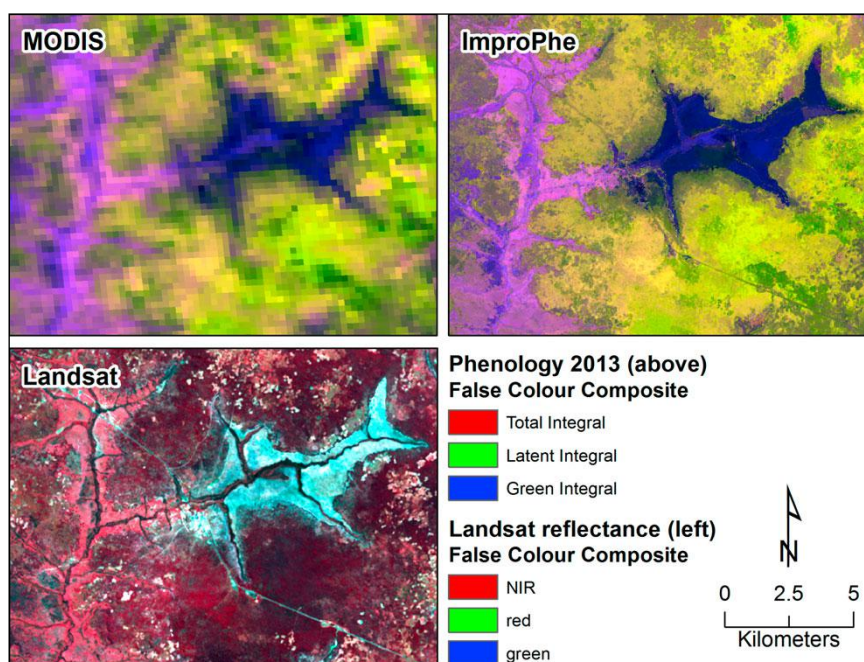 MODIS
ImproPhe
Landsat
Phenology 2013 (above)
False Colour Composite
Total Integral
Latent Integral
Green Integral
Landsat reflectance (left)
False Colour Composite
NIR
red
green
N
0 2.5 5
Kilometers